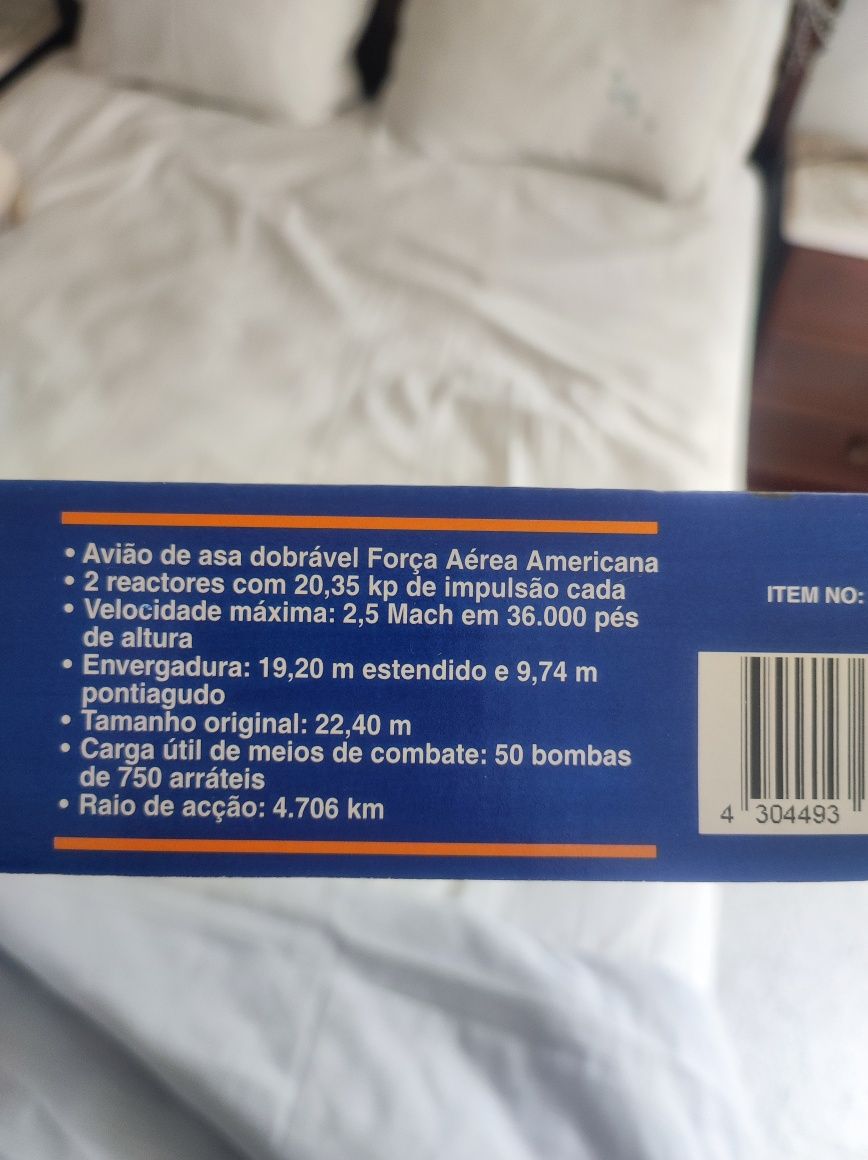 • Avião de asa dobrável Força Aérea Americana
• 2 reactores com 20,35 kp de impulsão cada
• Velocidade máxima: 2,5 Mach em 36.000 pés
de altura
• Envergadura: 19,20 m estendido e 9,74 m
pontiagudo
• Tamanho original: 22,40 m
• Carga útil de meios de combate: 50 bombas
de 750 arráteis
• Raio de acção: 4.706 km
ITEM NO:
4 304493